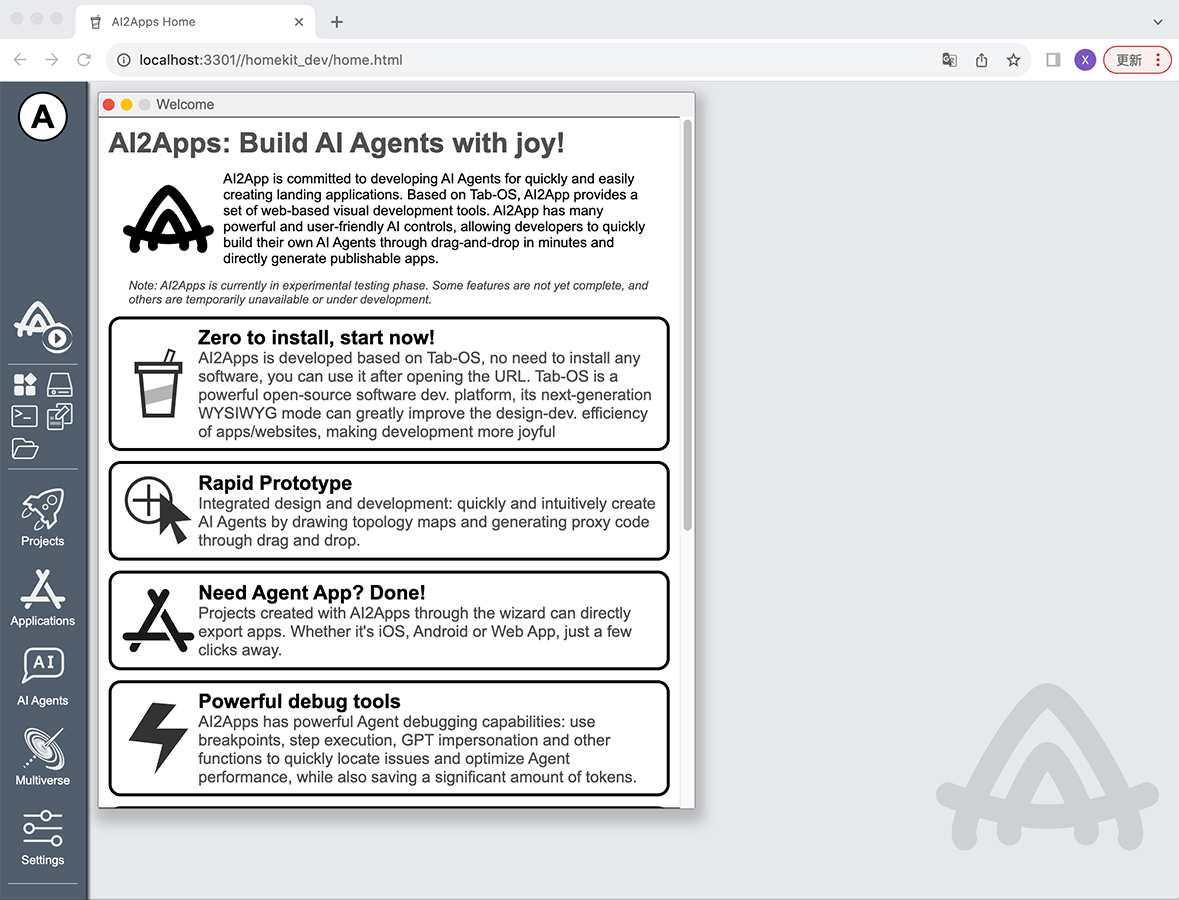 AI2Apps Home
localhost:3301//homekit_dev/home.html
X
更新
A
Welcome
AI2Apps: Build AI Agents with joy!
AI2App is committed to developing AI Agents for quickly and easily
creating landing applications. Based on Tab-OS, AI2App provides a
set of web-based visual development tools. AI2App has many
powerful and user-friendly AI controls, allowing developers to quickly
build their own AI Agents through drag-and-drop in minutes and
directly generate publishable apps.
Note: AI2Apps is currently in experimental testing phase. Some features are not yet complete, and
others are temporarily unavailable or under development.
Zero to install, start now!
AI2Apps is developed based on Tab-OS, no need to install any
software, you can use it after opening the URL. Tab-OS is a
powerful open-source software dev. platform, its next-generation
WYSIWYG mode can greatly improve the design-dev. efficiency
of apps/websites, making development more joyful
Rapid Prototype
Integrated design and development: quickly and intuitively create
AI Agents by drawing topology maps and generating proxy code
through drag and drop.
Need Agent App? Done!
Projects created with AI2Apps through the wizard can directly
export apps. Whether it's iOS, Android or Web App, just a few
clicks away.
Powerful debug tools
AI2Apps has powerful Agent debugging capabilities: use
breakpoints, step execution, GPT impersonation and other
functions to quickly locate issues and optimize Agent
performance, while also saving a significant amount of tokens.
Projects
Applications
AI
AI Agents
Multiverse
Settings